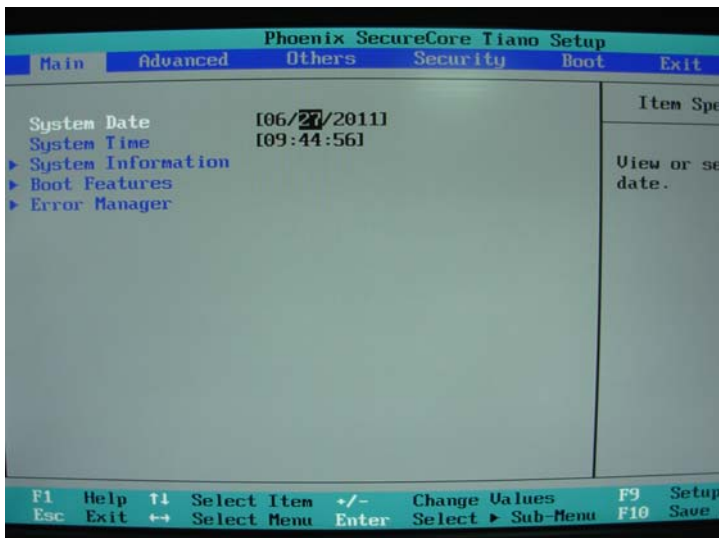 Phoenix SecureCore Tiano Setup
Main Advanced Others Security Boot Exit
System Date [06/27/2011]
System Time [09:44:56]
▶ System Information
▶ Boot Features
▶ Error Manager
Item Spe
View or se
date.
F1 Help ↑↓ Select Item +/- Change Values F9 Setup
Esc Exit ↔ Select Menu Enter Select ▶ Sub-Menu F10 Save